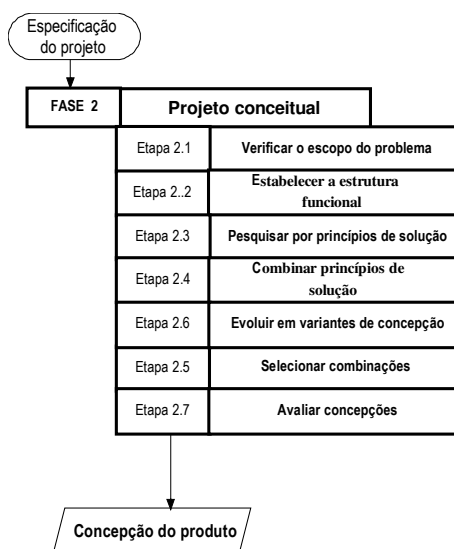 Especificação
do projeto
FASE 2
Projeto conceitual
Etapa 2.1
Verificar o escopo do problema
Etapa 2..2
Estabelecer a estrutura
funcional
Etapa 2.3
Pesquisar por princípios de solução
Etapa 2.4
Combinar princípios de
solução
Etapa 2.6
Evoluir em variantes de concepção
Etapa 2.5
Selecionar combinações
Etapa 2.7
Avaliar concepções
Concepção do produto